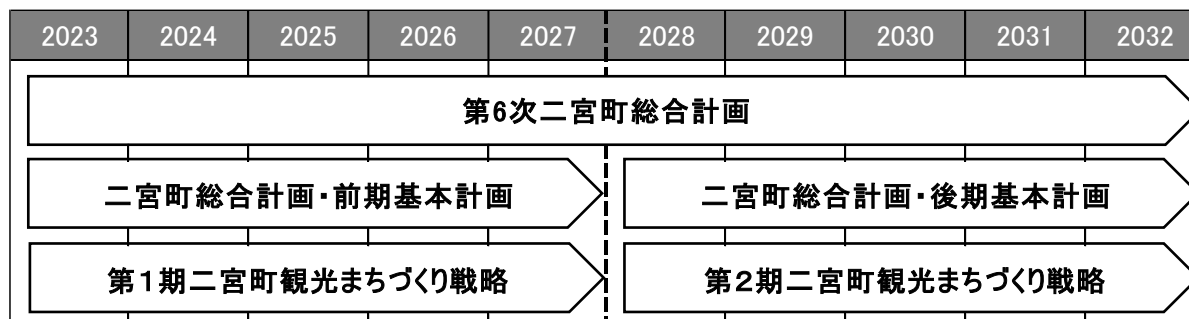 2023 2024 2025 2026 2027 2028 2029 2030 2031 2032
第6次二宮町総合計画
二宮町総合計画・前期基本計画 二宮町総合計画・後期基本計画
第１期二宮町観光まちづくり戦略 第２期二宮町観光まちづくり戦略